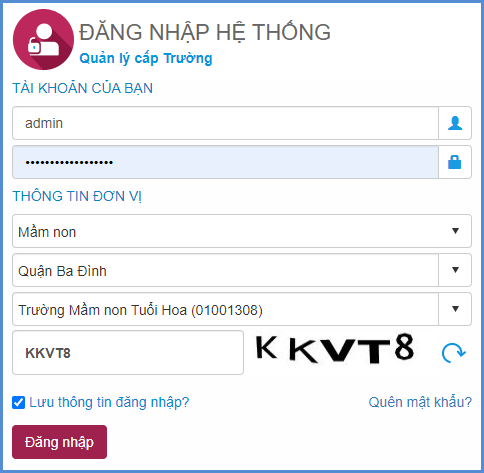 ĐĂNG NHẬP HỆ THỐNG
Quản lý cấp Trường
TÀI KHOẢN CỦA BẠN
admin
••••••••••••••••••
THÔNG TIN ĐƠN VỊ
Mầm non
Quận Ba Đình
Trường Mầm non Tuổi Hoa (01001308)
KKVT8 KKVT8
Lưu thông tin đăng nhập? Quên mật khẩu?
Đăng nhập